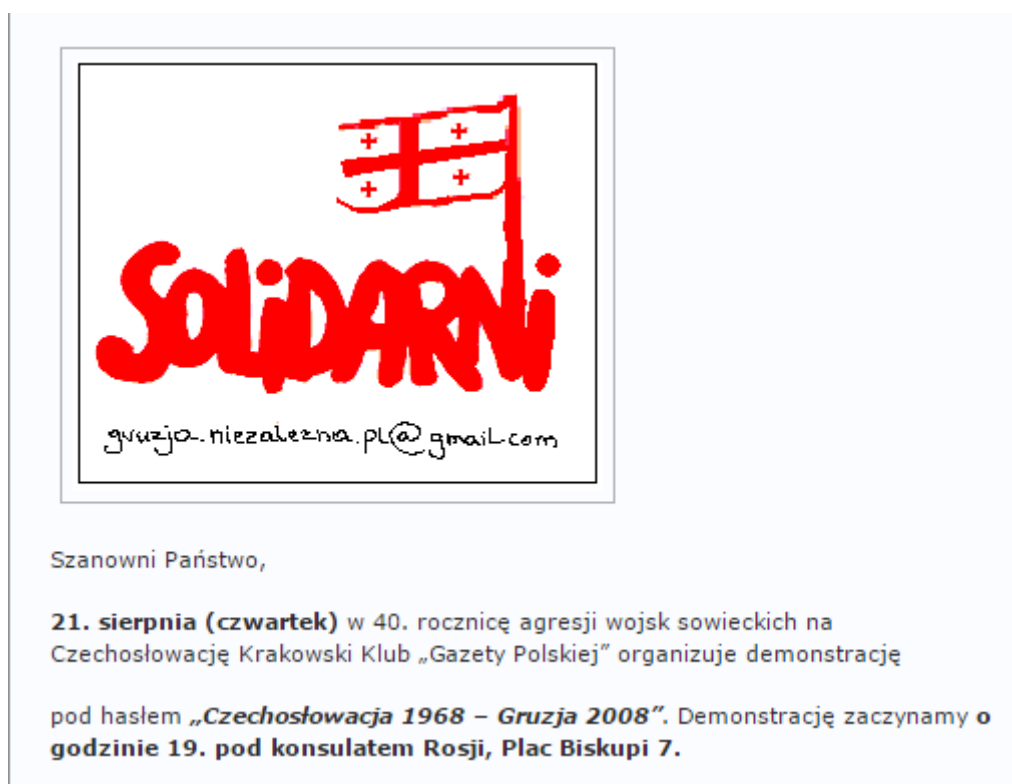 SOLiDARNi
gruzja.niezalezna.pl@gmail.com
Szanowni Państwo,
21. sierpnia (czwartek) w 40. rocznicę agresji wojsk sowieckich na
Czechosłowację Krakowski Klub „Gazety Polskiej” organizuje demonstrację
pod hasłem „Czechosłowacja 1968 – Gruzja 2008”. Demonstrację zaczynamy o
godzinie 19. pod konsulatem Rosji, Plac Biskupi 7.